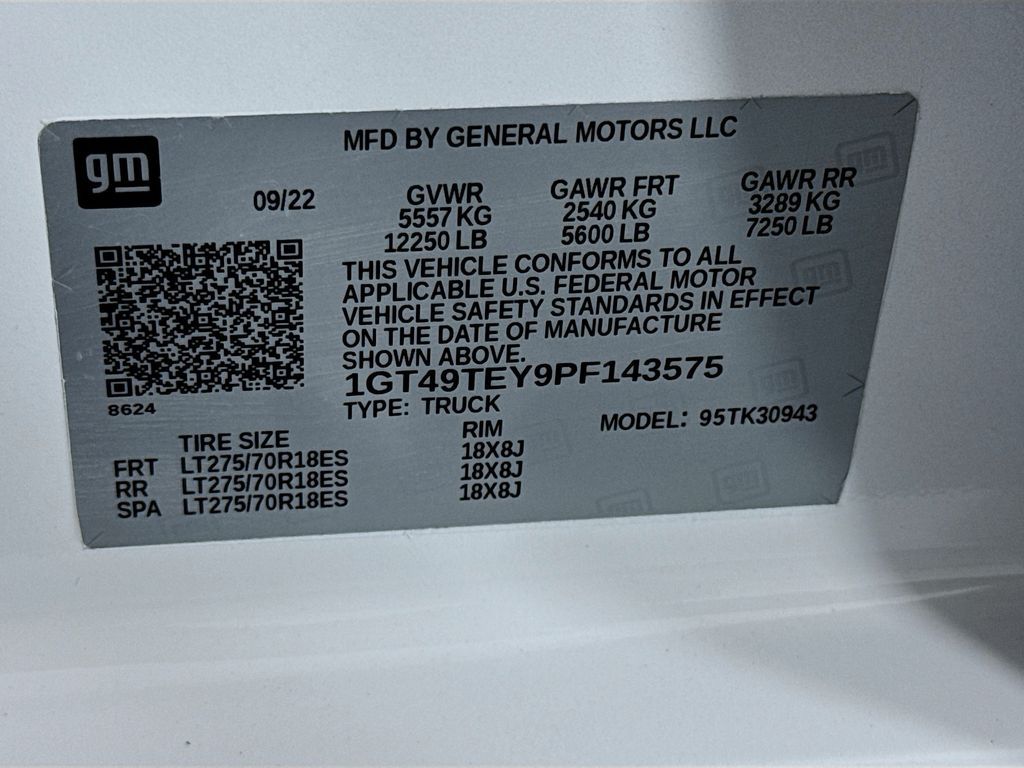 gm
MFD BY GENERAL MOTORS LLC
09/22
GVWR
5557 KG
12250 LB
GAWR FRT
2540 KG
5600 LB
GAWR RR
3289 KG
7250 LB
THIS VEHICLE CONFORMS TO ALL
APPLICABLE U.S. FEDERAL MOTOR
VEHICLE SAFETY STANDARDS IN EFFECT
ON THE DATE OF MANUFACTURE
SHOWN ABOVE.
1GT49TEY9PF143575
8624
TYPE: TRUCK
MODEL: 95TK30943
TIRE SIZE RIM
FRT LT275/70R18ES 18X8J
RR LT275/70R18ES 18X8J
SPA LT275/70R18ES 18X8J